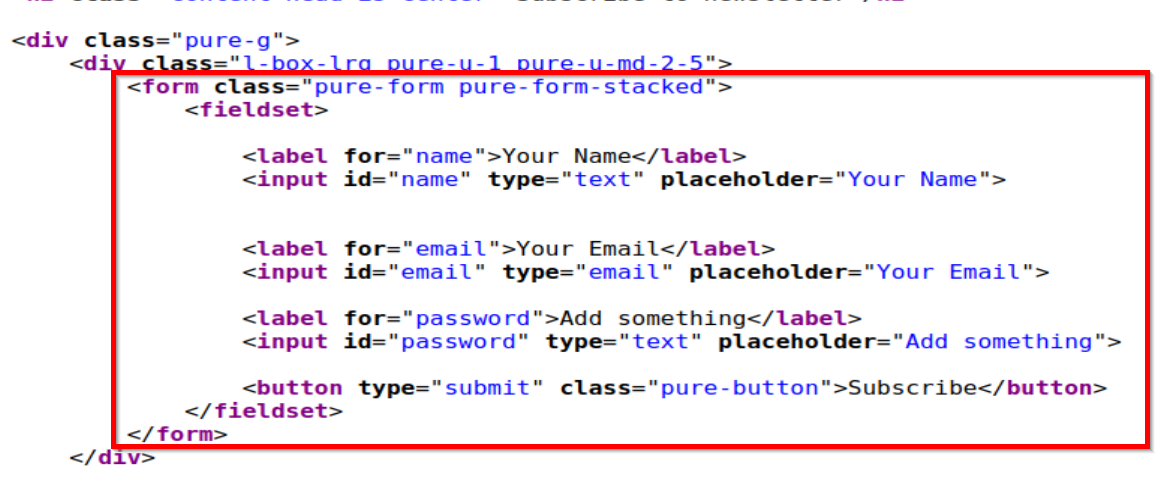 <div class="pure-g">
<div class="l-box-lrg pure-u-1 pure-u-md-2-5">
<form class="pure-form pure-form-stacked">
<fieldset>
<label for="name">Your Name</label>
<input id="name" type="text" placeholder="Your Name">
<label for="email">Your Email</label>
<input id="email" type="email" placeholder="Your Email">
<label for="password">Add something</label>
<input id="password" type="text" placeholder="Add something">
<button type="submit" class="pure-button">Subscribe</button>
</fieldset>
</form>
</div>